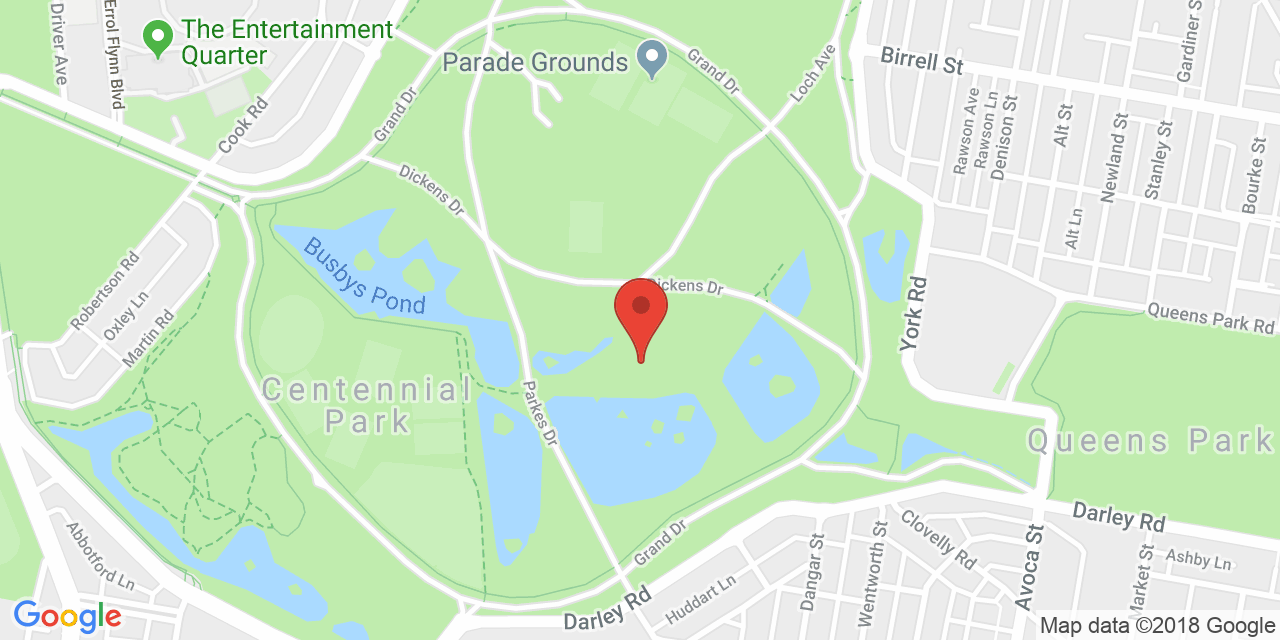 Driver Ave
Errol Flynn Blvd
The Entertainment
Quarter
Cook Rd
Grand Dr
Parade Grounds
Grand Dr
Loch Ave
Birrell St
Gardiner S
Rawson Ave
Rawson Ln
Denison St
Alt St
Newland St
Stanley St
Bourke St
Alt Ln
Dickens Dr
Busbys Pond
Dickens Dr
York Rd
Queens Park Rd
Robertson Rd
Oxley Ln
Martin Rd
Centennial
Park
Parkes Dr
Queens Park
Abbotford Ln
Grand Dr
Darley Rd
Huddart Ln
Dangar St
Wentworth St
Clovelly Rd
Avoca St
Darley Rd
Market St
Ashby Ln
Google
Map data ©2018 Google